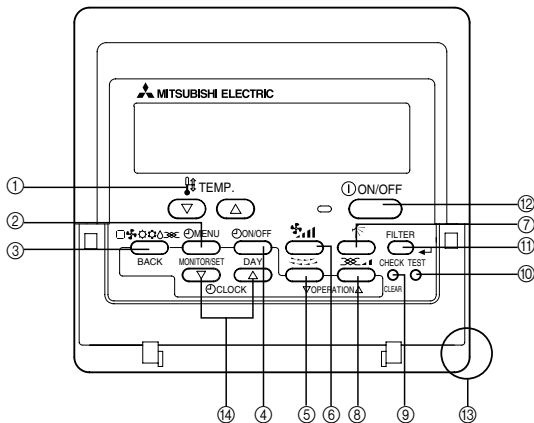 MITSUBISHI ELECTRIC
① TEMP. ON/OFF ⑫
② MENU ON/OFF ⑦
③ BACK MONITOR/SET DAY FILTER ⑪
CHECK TEST ⑩
CLOCK ▽OPERATION△ CLEAR
⑭ ④ ⑤ ⑥ ⑧ ⑨ ⑬